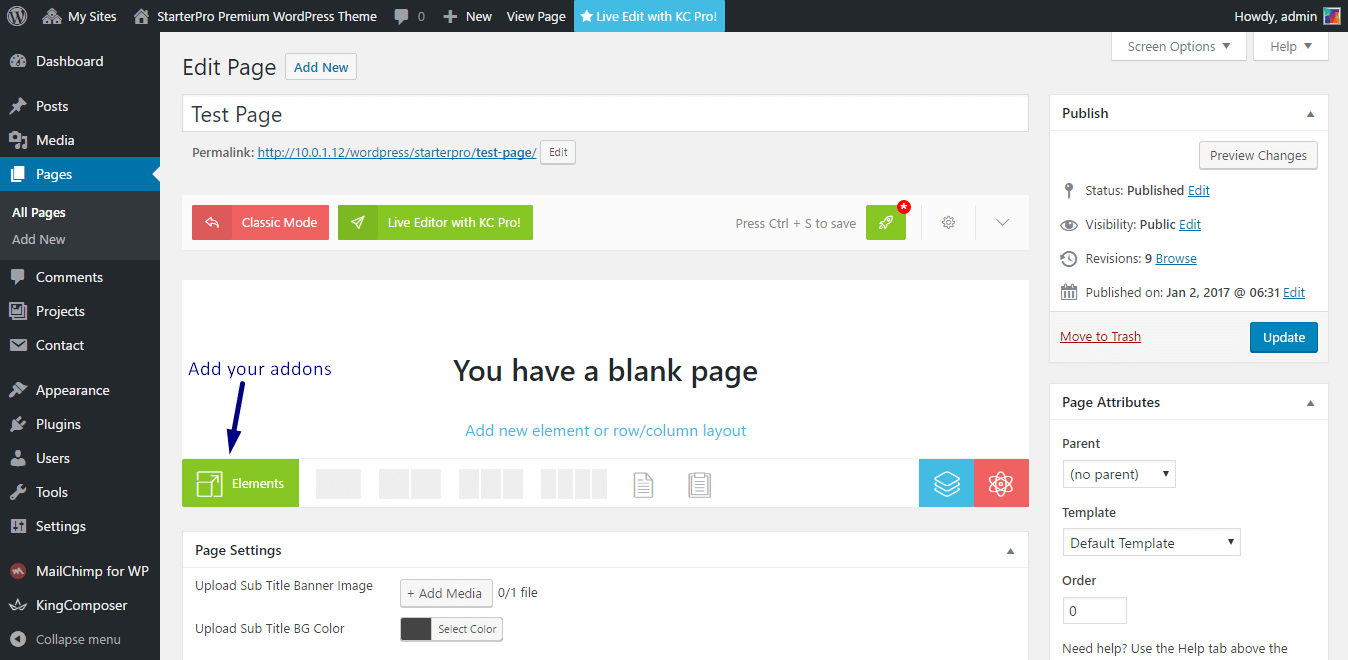 My Sites StarterPro Premium WordPress Theme 0 New View Page Live Edit with KC Pro! Howdy, admin
Screen Options Help
Dashboard
Posts
Media
Pages
All Pages
Add New
Comments
Projects
Contact
Appearance
Plugins
Users
Tools
Settings
MailChimp for WP
KingComposer
Collapse menu
Edit Page Add New
Test Page
Permalink: http://10.0.1.12/wordpress/starterpro/test-page/ Edit
Classic Mode Live Editor with KC Pro! Press Ctrl + S to save
Add your addons
You have a blank page
Add new element or row/column layout
Elements
Page Settings
Upload Sub Title Banner Image + Add Media 0/1 file
Upload Sub Title BG Color Select Color
Publish
Preview Changes
Status: Published Edit
Visibility: Public Edit
Revisions: 9 Browse
Published on: Jan 2, 2017 @ 06:31 Edit
Move to Trash Update
Page Attributes
Parent
(no parent)
Template
Default Template
Order
0
Need help? Use the Help tab above the